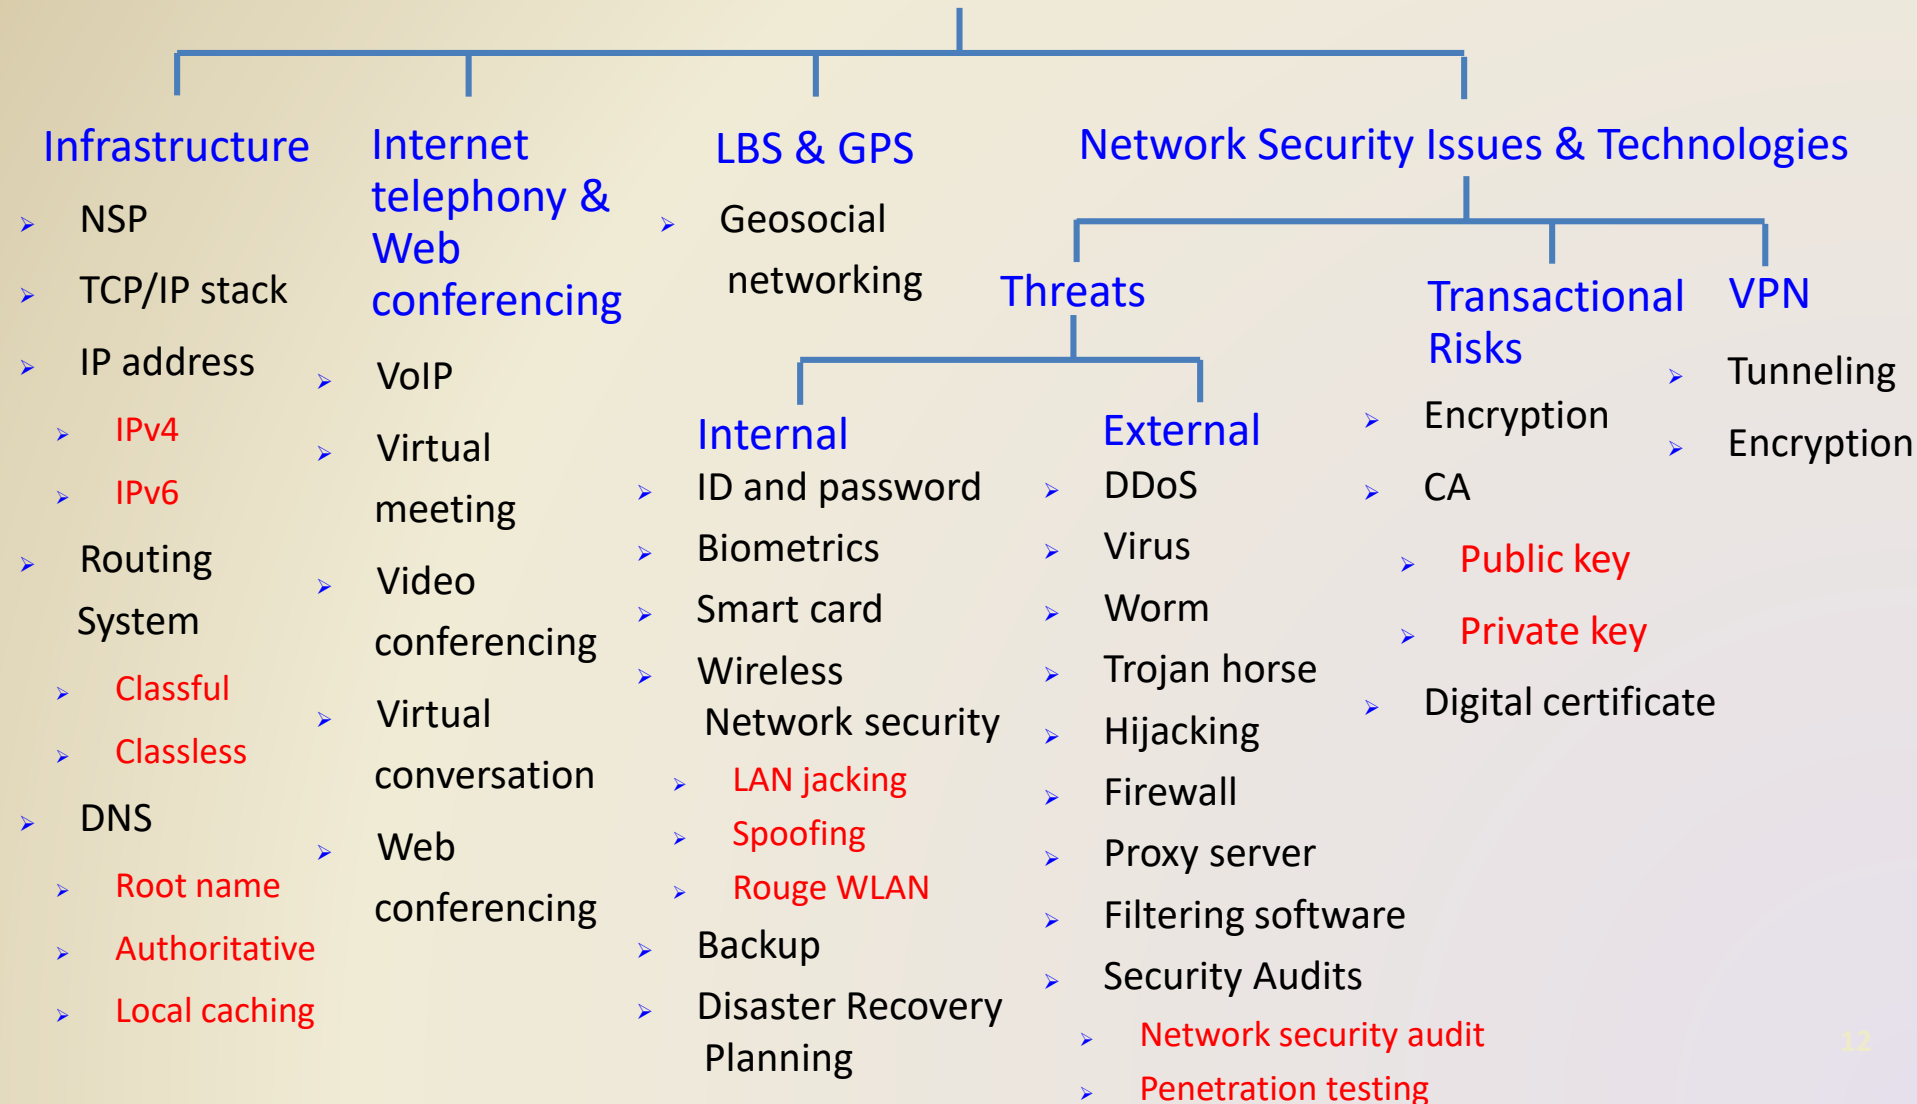 Infrastructure
NSP
TCP/IP stack
IP address
IPv4
IPv6
Routing
System
Classful
Classless
DNS
Root name
Authoritative
Local caching
Internet
telephony &
Web
conferencing
VoIP
Virtual
meeting
Video
conferencing
Virtual
conversation
Web
conferencing
LBS & GPS
Geosocial
networking
Network Security Issues & Technologies
Threats
Internal
ID and password
Biometrics
Smart card
Wireless
Network security
LAN jacking
Spoofing
Rouge WLAN
Backup
Disaster Recovery
Planning
External
DDoS
Virus
Worm
Trojan horse
Hijacking
Firewall
Proxy server
Filtering software
Security Audits
Network security audit
Penetration testing
Transactional
Risks
Encryption
CA
Public key
Private key
Digital certificate
VPN
Tunneling
Encryption
12